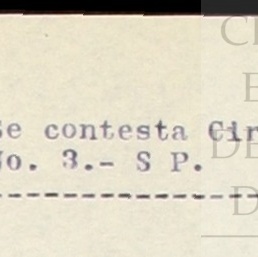 Se contesta Cir
No. 3.- S P.
------------------